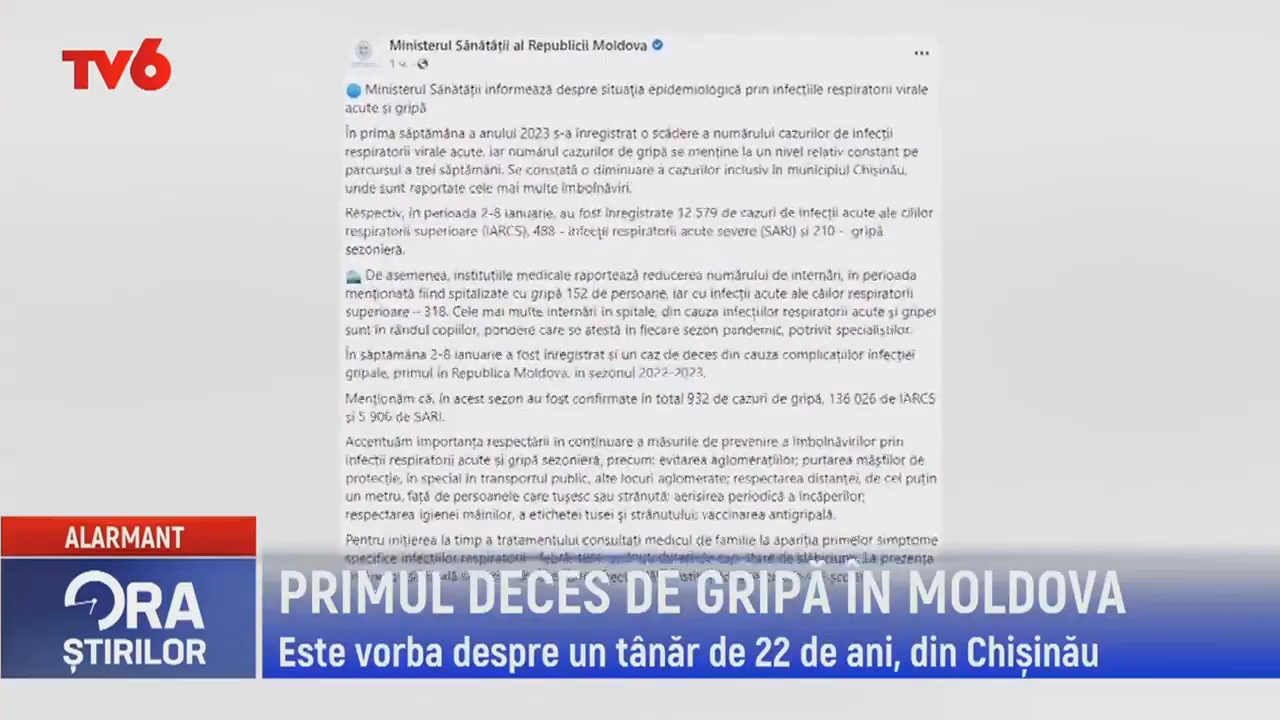 TV6
Ministerul Sănătății al Republicii Moldova
1 ч. ·
Ministerul Sănătății informează despre situația epidemiologică prin infecțiile respiratorii virale
acute și gripă
În prima săptămâna a anului 2023 s-a înregistrat o scădere a numărului cazurilor de infecții
respiratorii virale acute, iar numărul cazurilor de gripă se menține la un nivel relativ constant pe
parcursul a trei săptămâni. Se constată o diminuare a cazurilor inclusiv în municipiul Chișinău,
unde sunt raportate cele mai multe îmbolnăviri.
Respectiv, în perioada 2-8 ianuarie, au fost înregistrate 12 579 de cazuri de infecții acute ale căilor
respiratorii superioare (IARCS), 488 - infecții respiratorii acute severe (SARI) și 210 - gripă
sezonieră.
De asemenea, instituțiile medicale raportează reducerea numărului de internări, în perioada
menționată fiind spitalizate cu gripă 152 de persoane, iar cu infecții acute ale căilor respiratorii
superioare – 318. Cele mai multe internări în spitale, din cauza infecțiilor respiratorii acute și gripei
sunt în rândul copiilor, pondere care se atestă în fiecare sezon pandemic, potrivit specialiștilor.
În săptămâna 2-8 ianuarie a fost înregistrat și un caz de deces din cauza complicațiilor infecției
gripale, primul în Republica Moldova, în sezonul 2022-2023.
Menționăm că, în acest sezon au fost confirmate în total 932 de cazuri de gripă, 136 026 de IARCS
și 5 906 de SARI.
Accentuăm importanța respectării în continuare a măsurile de prevenire a îmbolnăvirilor prin
infecții respiratorii acute și gripă sezonieră, precum: evitarea aglomerațiilor; purtarea măștilor de
protecție, în special în transportul public, alte locuri aglomerate; respectarea distanței, de cel puțin
un metru, față de persoanele care tușesc sau strănută; aerisirea periodică a încăperilor;
respectarea igienei mâinilor, a etichetei tusei și strănutului; vaccinarea antigripală.
Pentru inițierea la timp a tratamentului consultați medicul de familie la apariția primelor simptome
specifice infecțiilor respiratorii stare de slăbiciune. La prezența
ALARMANT
ORA
ȘTIRILOR
PRIMUL DECES DE GRIPĂ ÎN MOLDOVA
Este vorba despre un tânăr de 22 de ani, din Chișinău